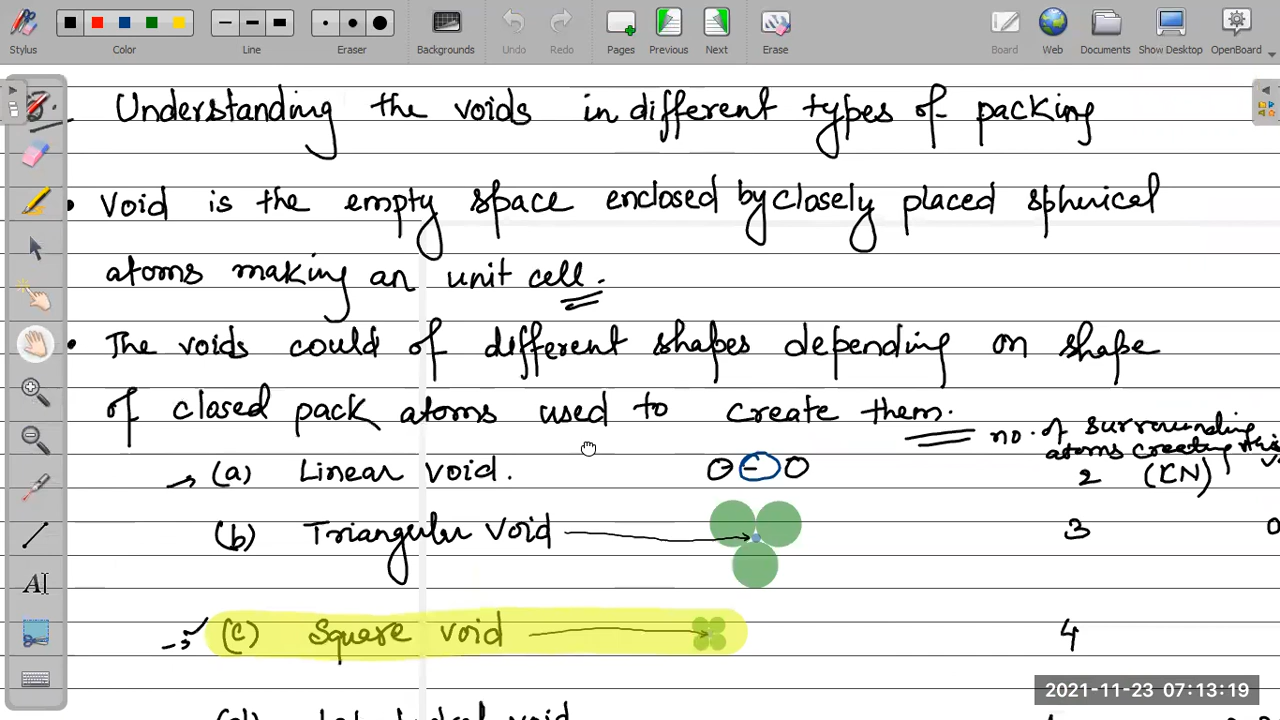 Stylus Color Line Eraser Backgrounds Undo Redo Pages Previous Next Erase Board Web Documents Show Desktop OpenBoard
Understanding the voids in different types of packing
• Void is the empty space enclosed by closely placed spherical
atoms making an unit cell.
• The voids could of different shapes depending on shape
of closed pack atoms used to create them.
no. of surrounding
atoms creating this
(a) Linear void. 2 (CN)
(b) Triangular void 3
(c) Square void 4
2021-11-23 07:13:19